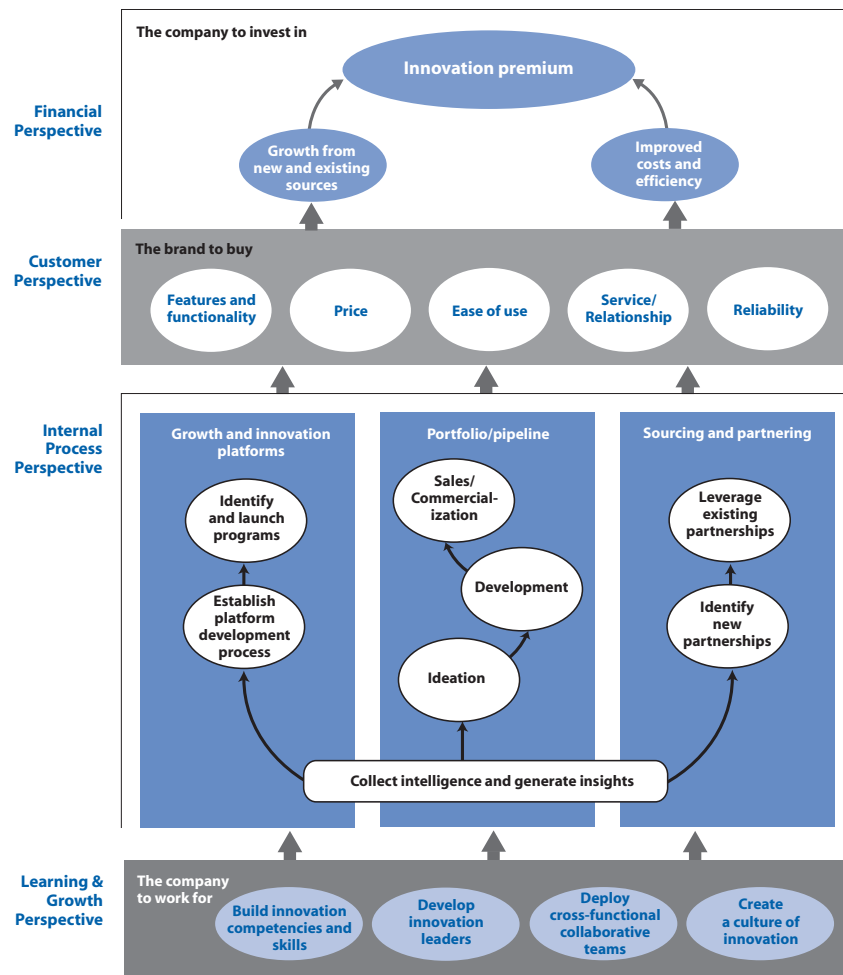 The company to invest in
Innovation premium
Financial
Perspective
Growth from
new and existing
sources
Improved
costs and
efficiency
The brand to buy
Customer
Perspective
Features and
functionality
Price
Ease of use
Service/
Relationship
Reliability
Internal
Process
Perspective
Growth and innovation
platforms
Identify
and launch
programs
Establish
platform
development
process
Portfolio/pipeline
Sales/
Commercial-
ization
Development
Ideation
Sourcing and partnering
Leverage
existing
partnerships
Identify
new
partnerships
Collect intelligence and generate insights
Learning &
Growth
Perspective
The company
to work for
Build innovation
competencies and
skills
Develop
innovation
leaders
Deploy
cross-functional
collaborative
teams
Create
a culture of
innovation